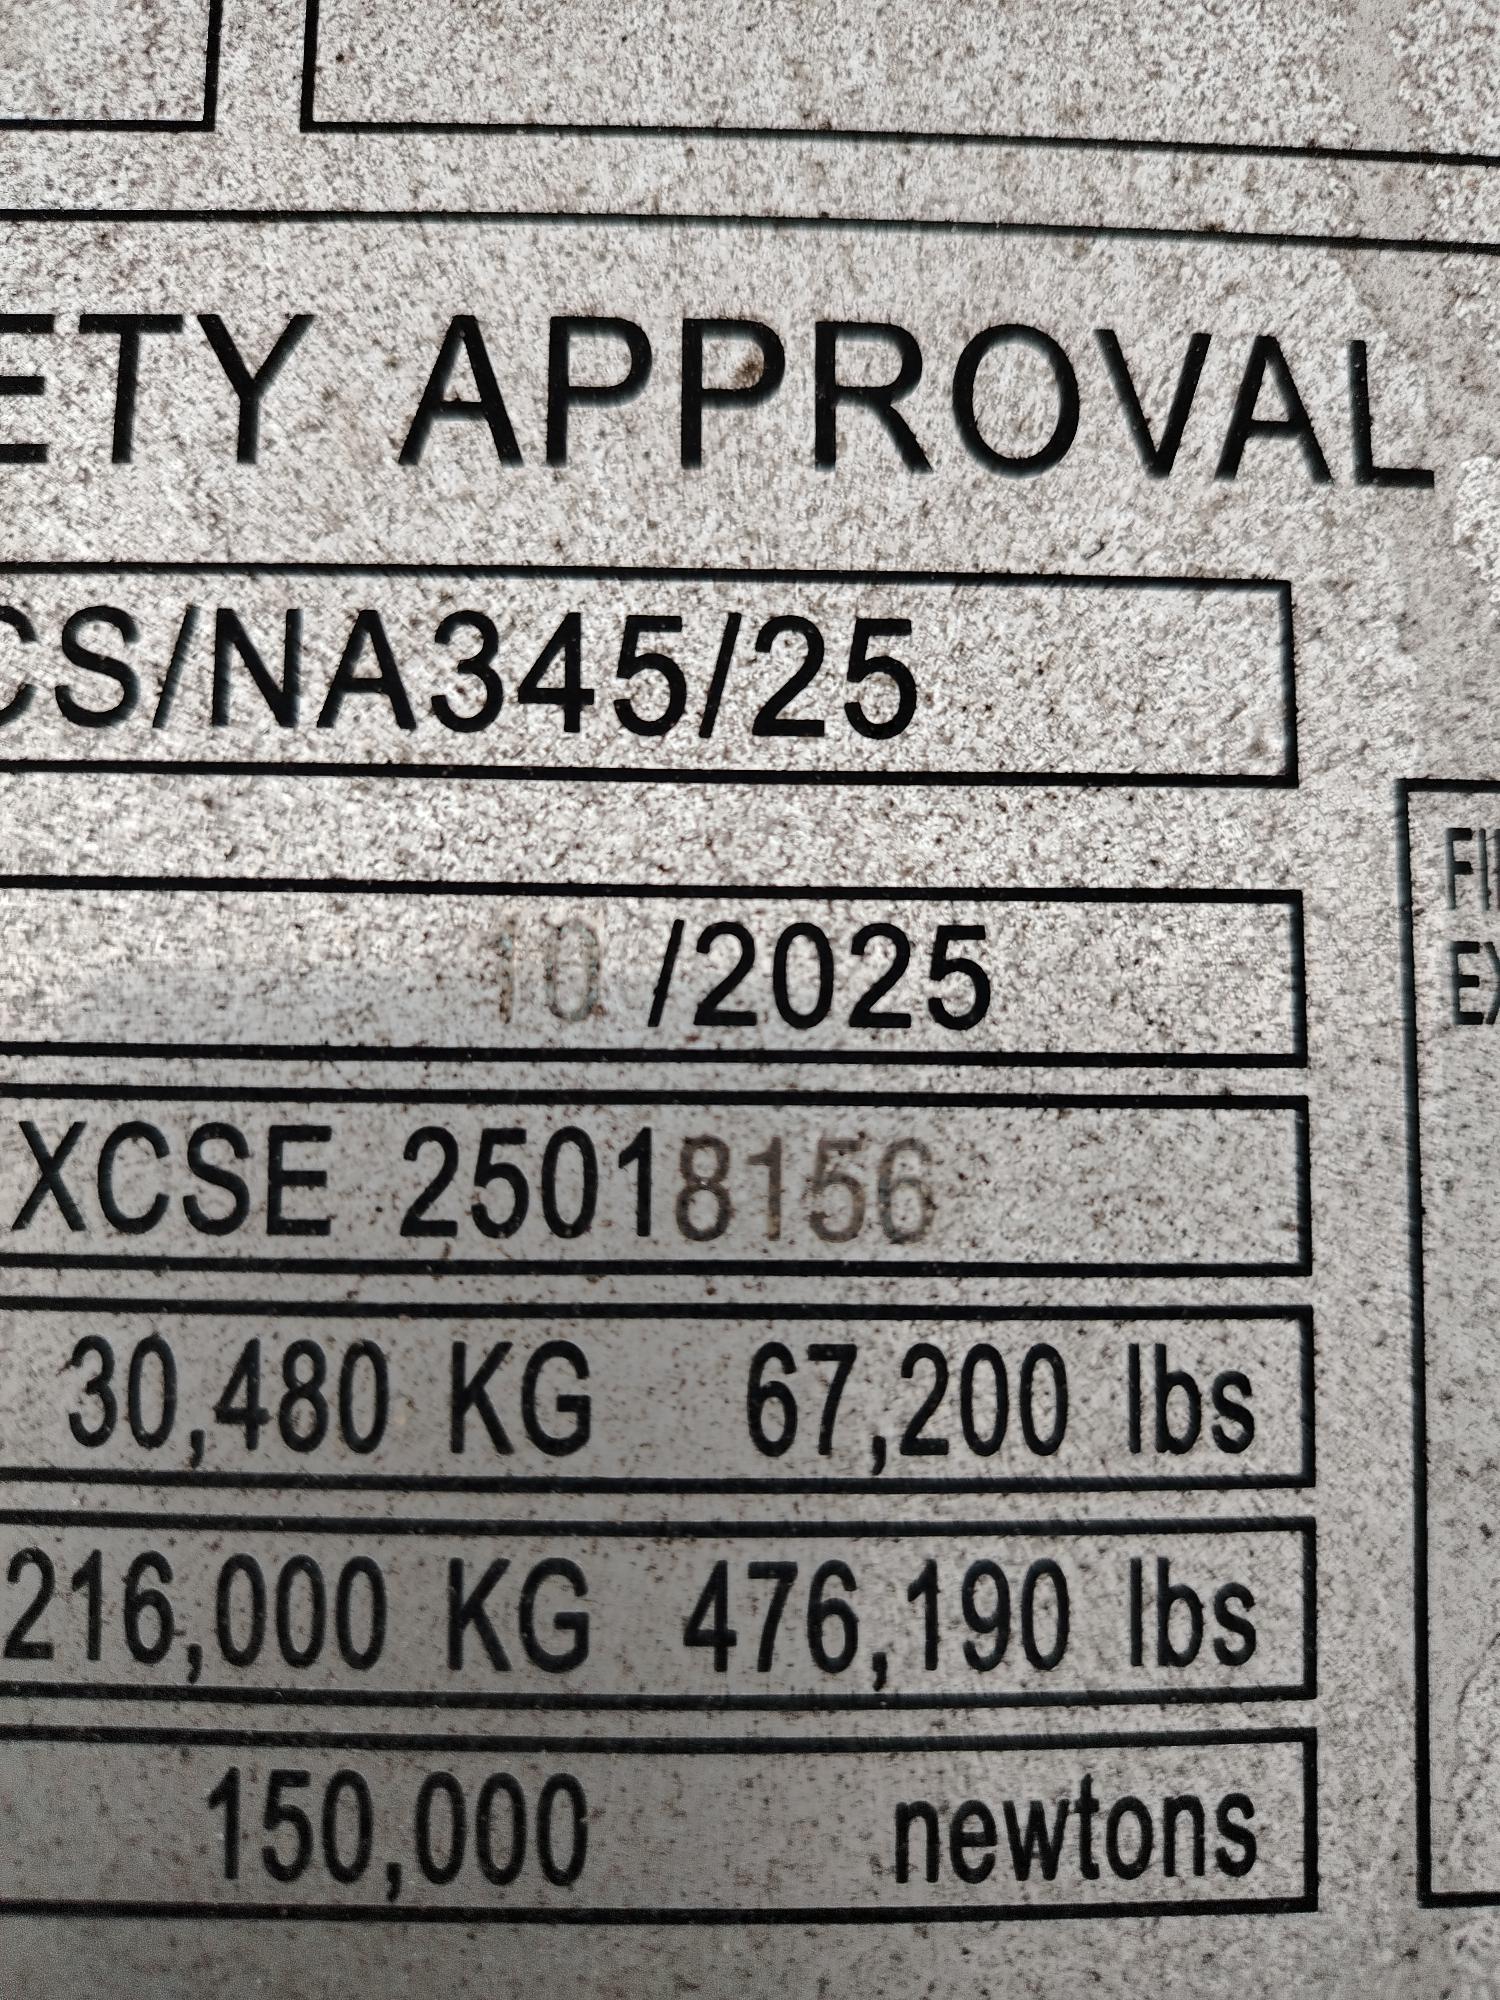 ETY APPROVAL
CS/NA345/25
10 /2025
XCSE 25018156
30,480 KG 67,200 lbs
216,000 KG 476,190 lbs
150,000 newtons